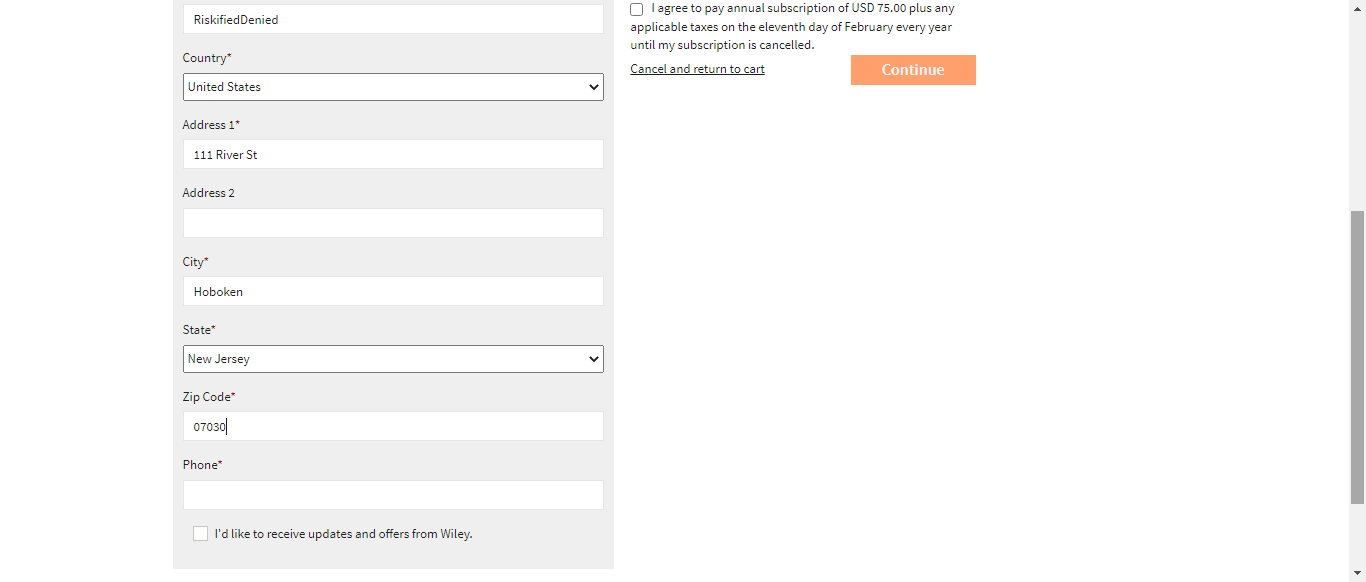 RiskifiedDenied
Country*
United States
Address 1*
111 River St
Address 2
City*
Hoboken
State*
New Jersey
Zip Code*
07030
Phone*
I'd like to receive updates and offers from Wiley.
I agree to pay annual subscription of USD 75.00 plus any
applicable taxes on the eleventh day of February every year
until my subscription is cancelled.
Cancel and return to cart
Continue